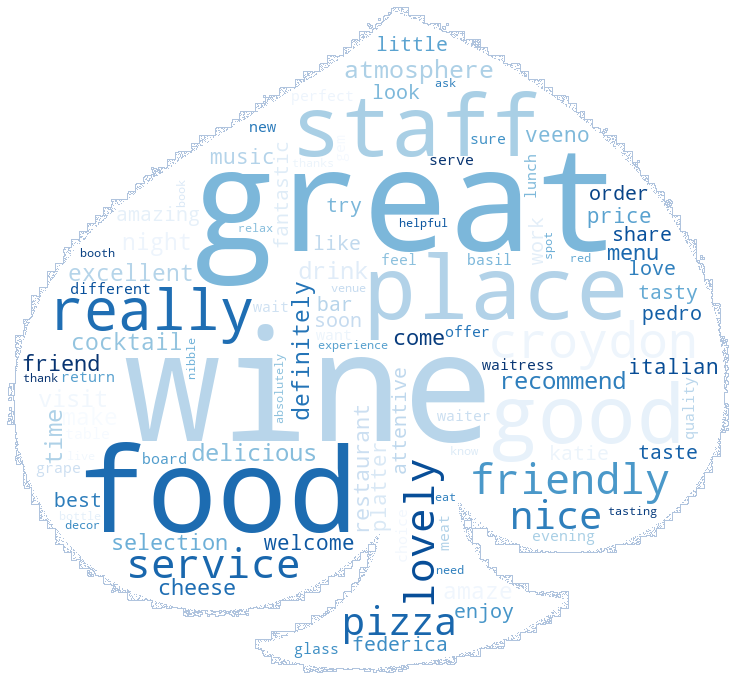 little
atmosphere
look
ask
perfect
staff
new
sure
veeno
music
fantastic
thanks
serve
lunch
great
book
amazing
try
order
price
helpful
relax
night
like
work
spot
share
menu
booth
excellent
feel
basil
red
love
different
drink
venue
place
tasty
really
definitely
bar
wait
soon
pedro
cocktail
want
come
offer
croydon
experience
friend
nibble
wine
waitress
italian
thank
return
absolutely
recommend
visit
attentive
good
quality
make
time
restaurant
waiter
delicious
board
platter
know
katie
taste
grape
food
lovely
friendly
best
eat
nice
tasting
bottle
decor
selection
welcome
meat
evening
service
cheese
need
amaze
pizza
enjoy
glass
federica